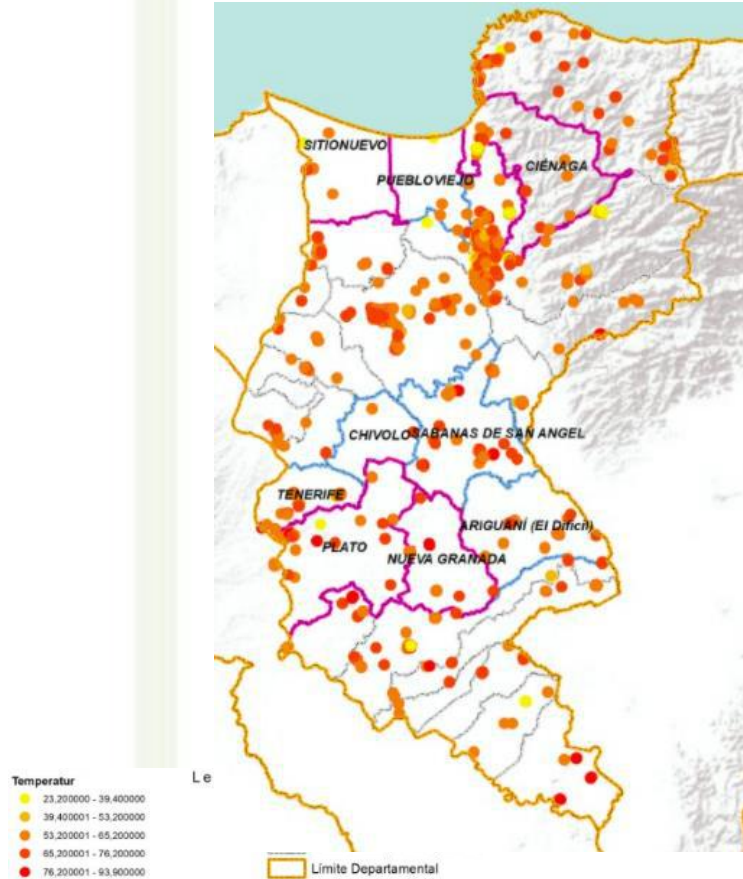 SITIONUEVO
PUEBLOVIEJO
CIÉNAGA
CHIVOLO
SABANAS DE SAN ANGEL
TENERIFE
ARIGUANÍ (El Difícil)
PLATO
NUEVA GRANADA
Le
Temperatur
23,200000 - 39,400000
39,400001 - 53,200000
53,200001 - 65,200000
65,200001 - 76,200000
76,200001 - 93,900000
Límite Departamental